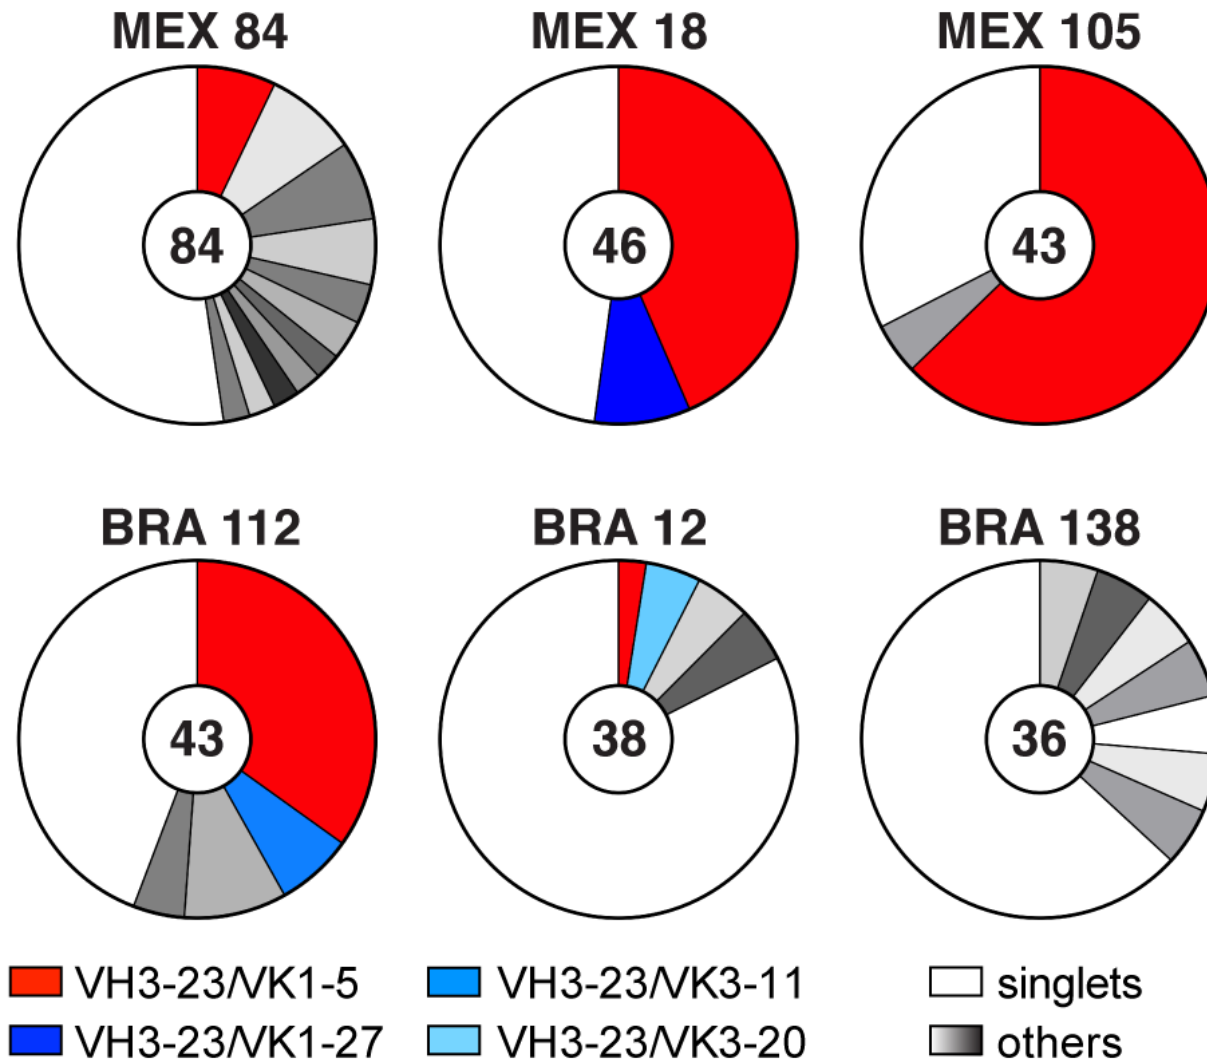 MEX 84 MEX 18 MEX 105
84 46 43
BRA 112 BRA 12 BRA 138
43 38 36
VH3-23/VK1-5 VH3-23/VK3-11 singlets
VH3-23/VK1-27 VH3-23/VK3-20 others